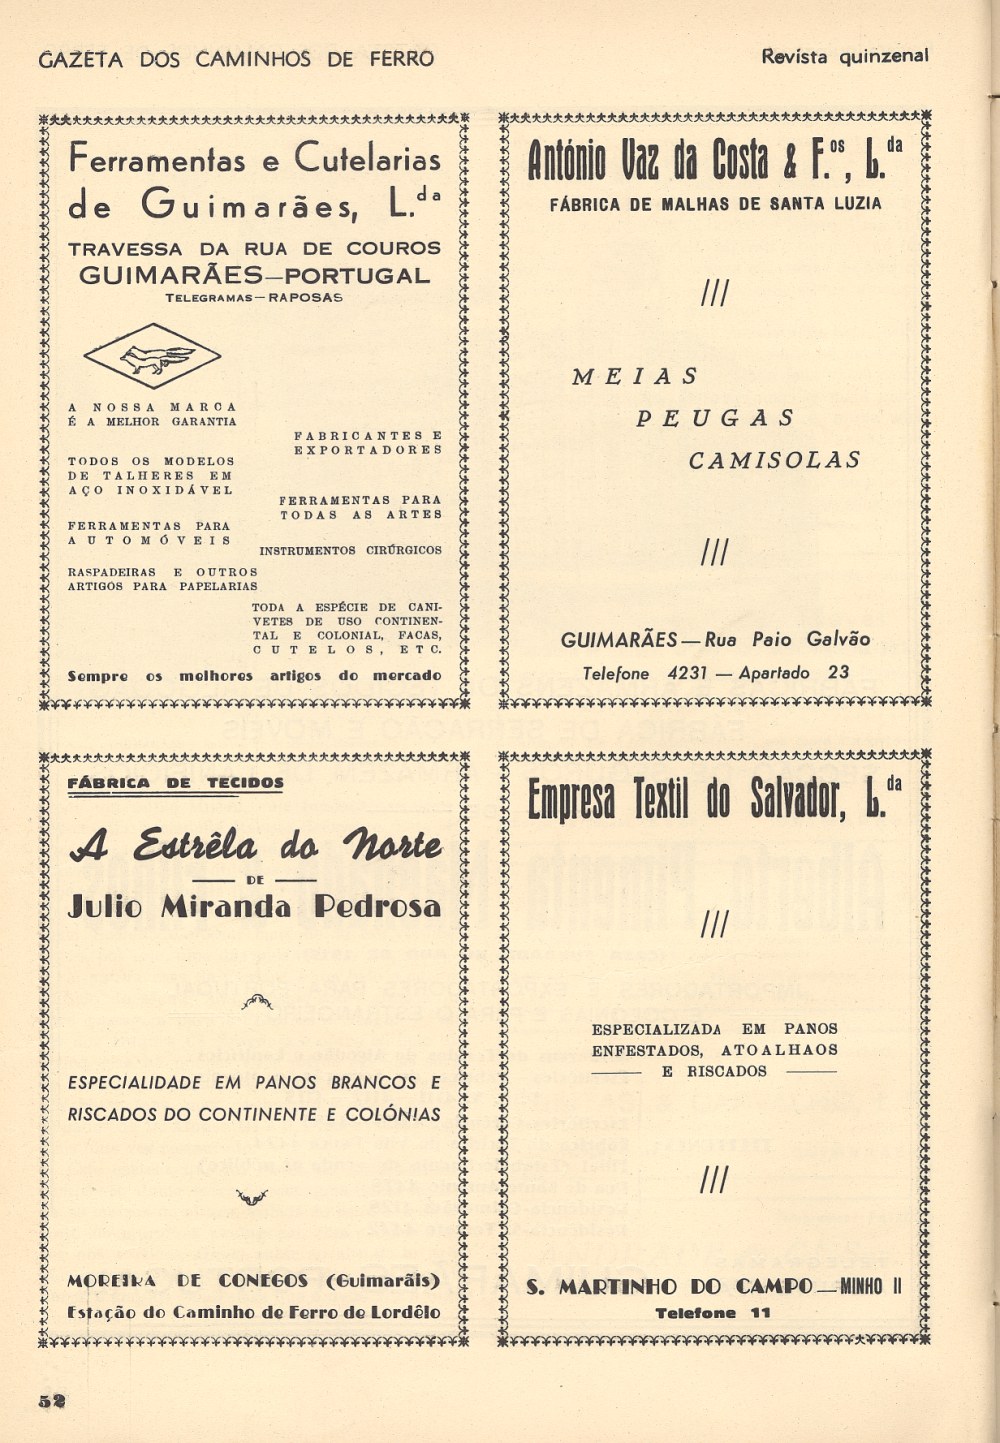 GAZETA DOS CAMINHOS DE FERRO
Revista quinzenal
Ferramentas e Cutelarias
de Guimarães, L.da
TRAVESSA DA RUA DE COUROS
GUIMARÃES—PORTUGAL
TELEGRAMAS—RAPOSAS
A NOSSA MARCA
É A MELHOR GARANTIA
FABRICANTES E
EXPORTADORES
TODOS OS MODELOS
DE TALHERES EM
AÇO INOXIDÁVEL
FERRAMENTAS PARA
TODAS AS ARTES
FERRAMENTAS PARA
AUTOMÓVEIS
INSTRUMENTOS CIRÚRGICOS
RASPADEIRAS E OUTROS
ARTIGOS PARA PAPELARIAS
TODA A ESPÉCIE DE CANI-
VETES DE USO CONTINEN-
TAL E COLONIAL, FACAS,
CUTELOS, ETC.
Sempre os melhores artigos do mercado
António Vaz da Costa & F.os, L.da
FÁBRICA DE MALHAS DE SANTA LUZIA
///
MEIAS
PEUGAS
CAMISOLAS
///
GUIMARÃES—Rua Paio Galvão
Telefone 4231 — Apartado 23
FÁBRICA DE TECIDOS
A Estrêla do Norte
— DE —
Julio Miranda Pedrosa
ESPECIALIDADE EM PANOS BRANCOS E
RISCADOS DO CONTINENTE E COLÓNIAS
MOREIRA DE CONEGOS (Guimarãis)
Estação do Caminho de Ferro de Lordêlo
Empresa Textil do Salvador, L.da
///
ESPECIALIZADA EM PANOS
ENFESTADOS, ATOALHAOS
— E RISCADOS —
///
S. MARTINHO DO CAMPO—MINHO II
Telefone 11
52